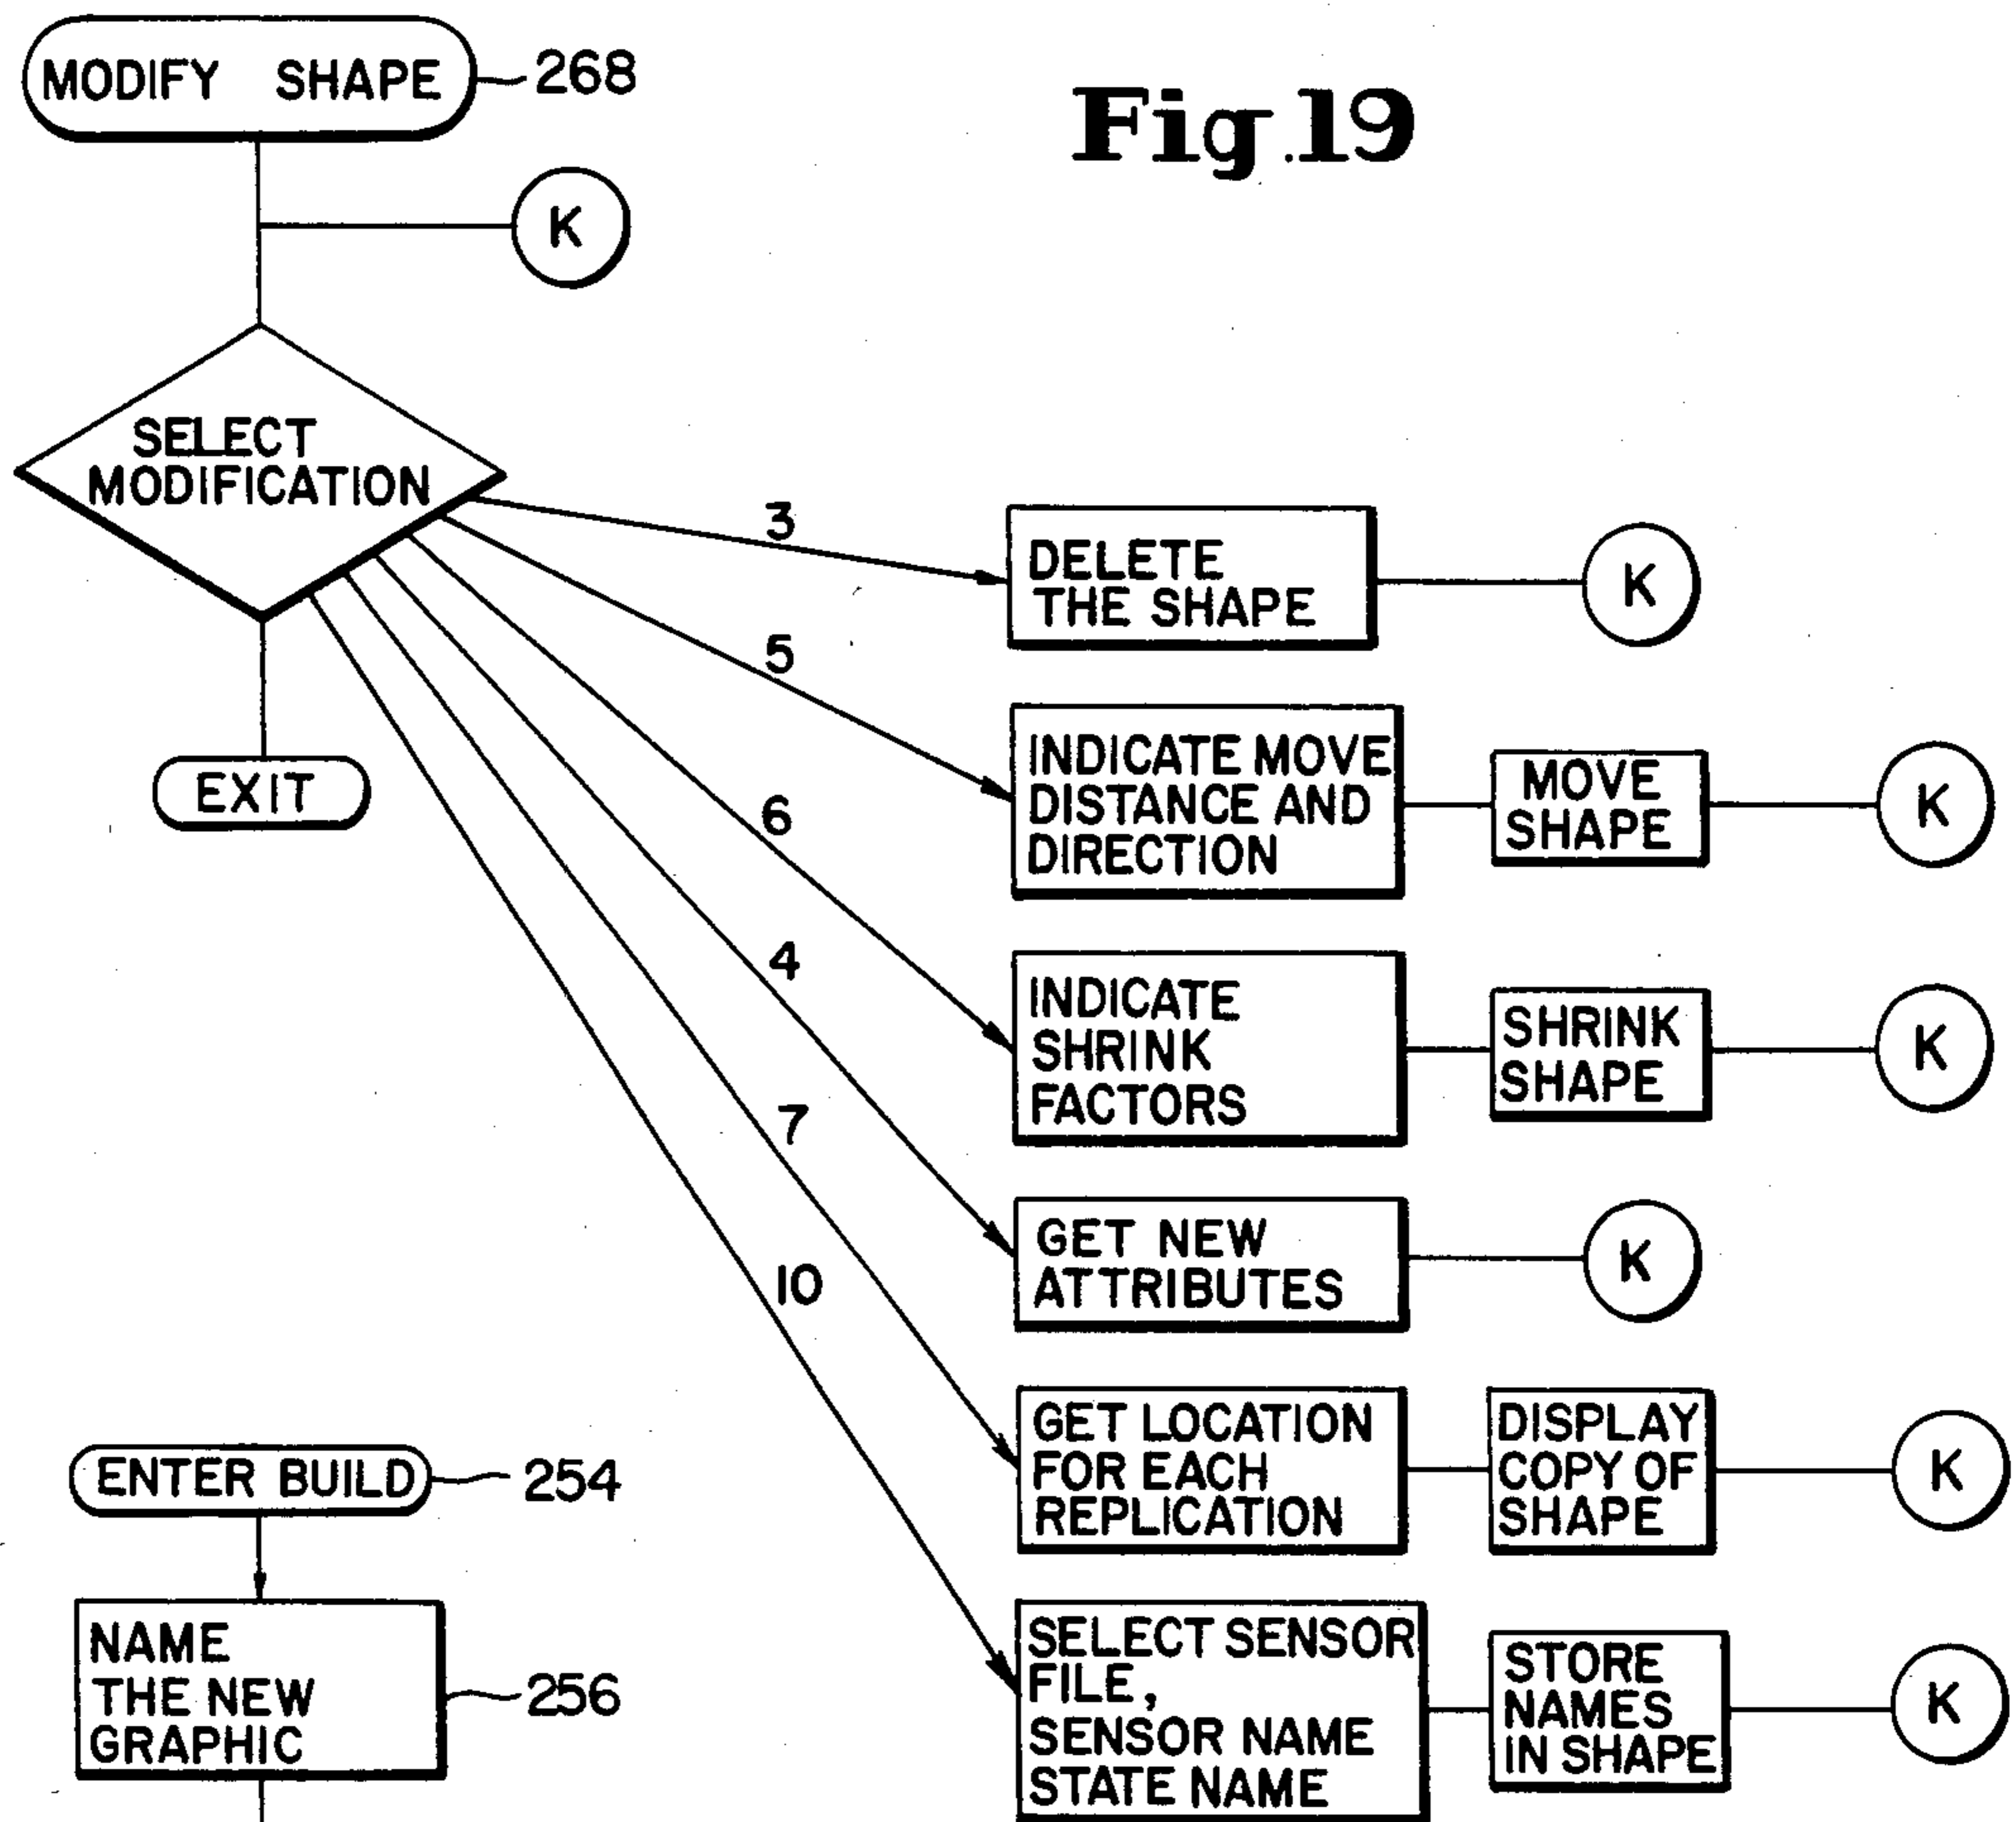 MODIFY SHAPE
268
Fig.19
K
SELECT
MODIFICATION
EXIT
3
DELETE
THE SHAPE
K
5
INDICATE MOVE
DISTANCE AND
DIRECTION
MOVE
SHAPE
K
6
INDICATE
SHRINK
FACTORS
SHRINK
SHAPE
K
4
GET NEW
ATTRIBUTES
K
7
GET LOCATION
FOR EACH
REPLICATION
DISPLAY
COPY OF
SHAPE
K
10
SELECT SENSOR
FILE,
SENSOR NAME
STATE NAME
STORE
NAMES
IN SHAPE
K
ENTER BUILD
254
NAME
THE NEW
GRAPHIC
256